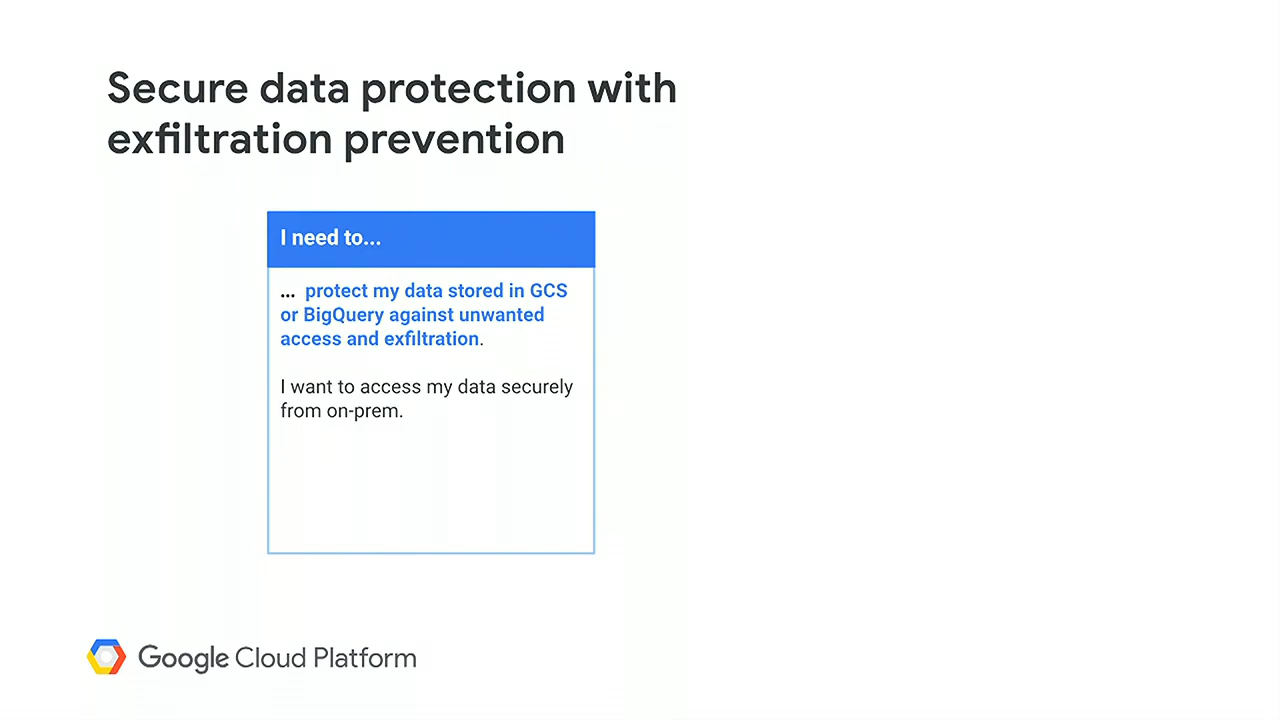 Secure data protection with
exfiltration prevention
I need to...
... protect my data stored in GCS
or BigQuery against unwanted
access and exfiltration.
I want to access my data securely
from on-prem.
Google Cloud Platform